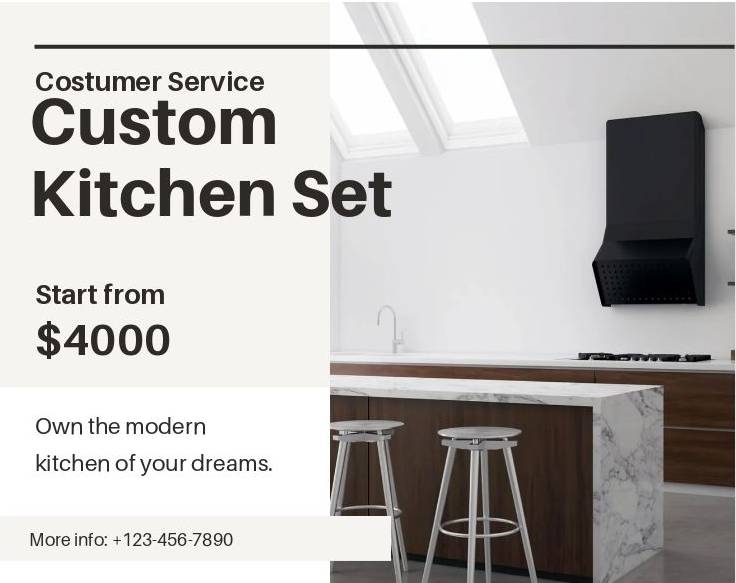 Costumer Service
Custom
Kitchen Set
Start from
$4000
Own the modern
kitchen of your dreams.
More info: +123-456-7890